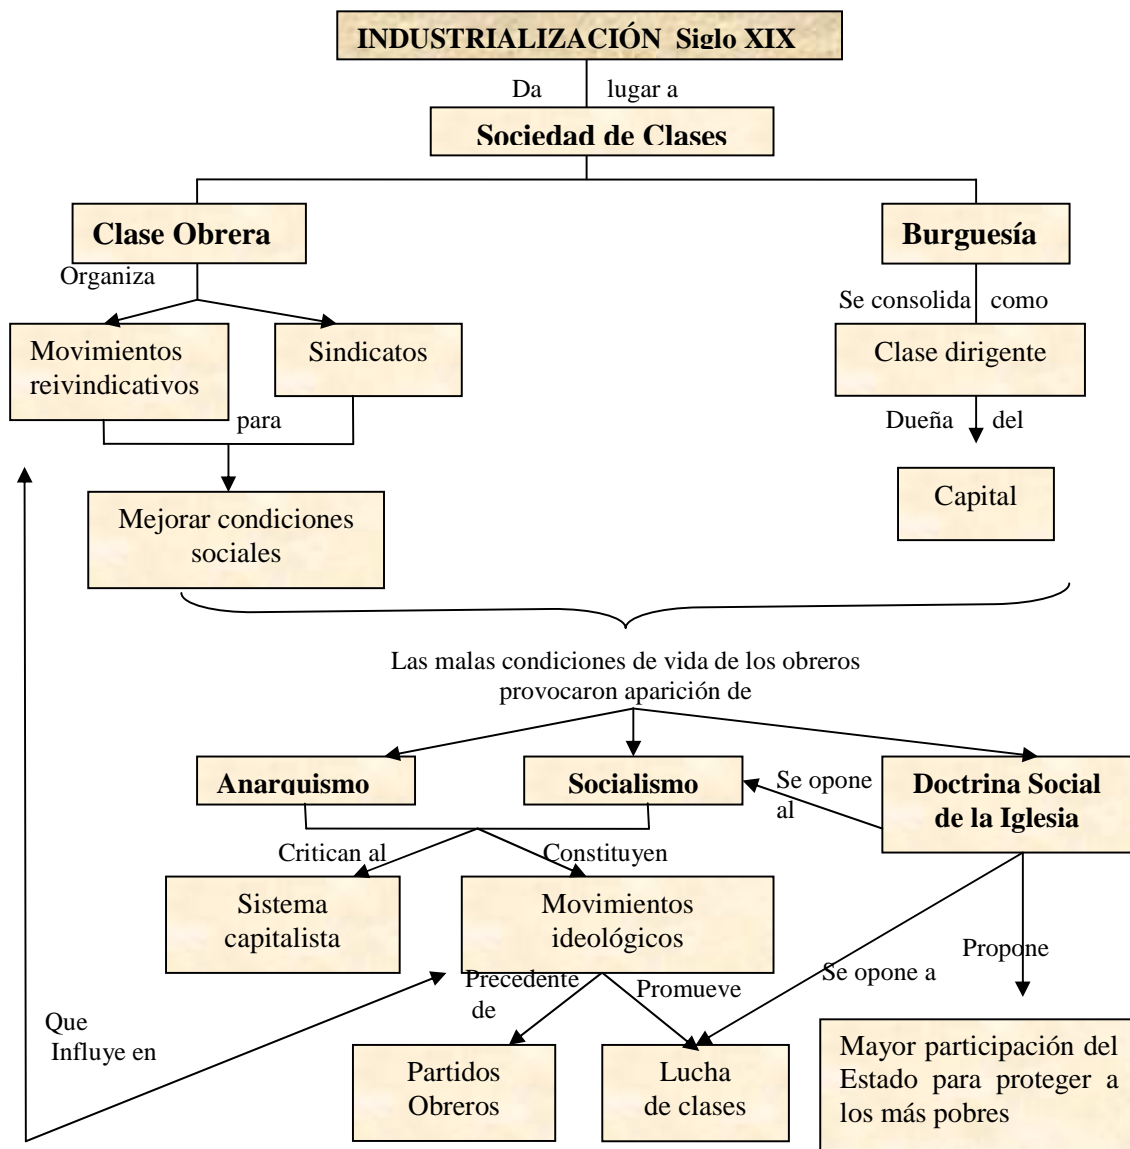 INDUSTRIALIZACIÓN Siglo XIX
Da lugar a
Sociedad de Clases
Clase Obrera
Burguesía
Organiza
Se consolida como
Movimientos
reivindicativos
Sindicatos
Clase dirigente
para
Dueña del
Mejorar condiciones
sociales
Capital
Las malas condiciones de vida de los obreros
provocaron aparición de
Anarquismo
Socialismo
Doctrina Social
de la Iglesia
Se opone
al
Critican al
Constituyen
Sistema
capitalista
Movimientos
ideológicos
Propone
Se opone a
Precedente
de
Promueve
Que
Influye en
Partidos
Obreros
Lucha
de clases
Mayor participación del
Estado para proteger a
los más pobres